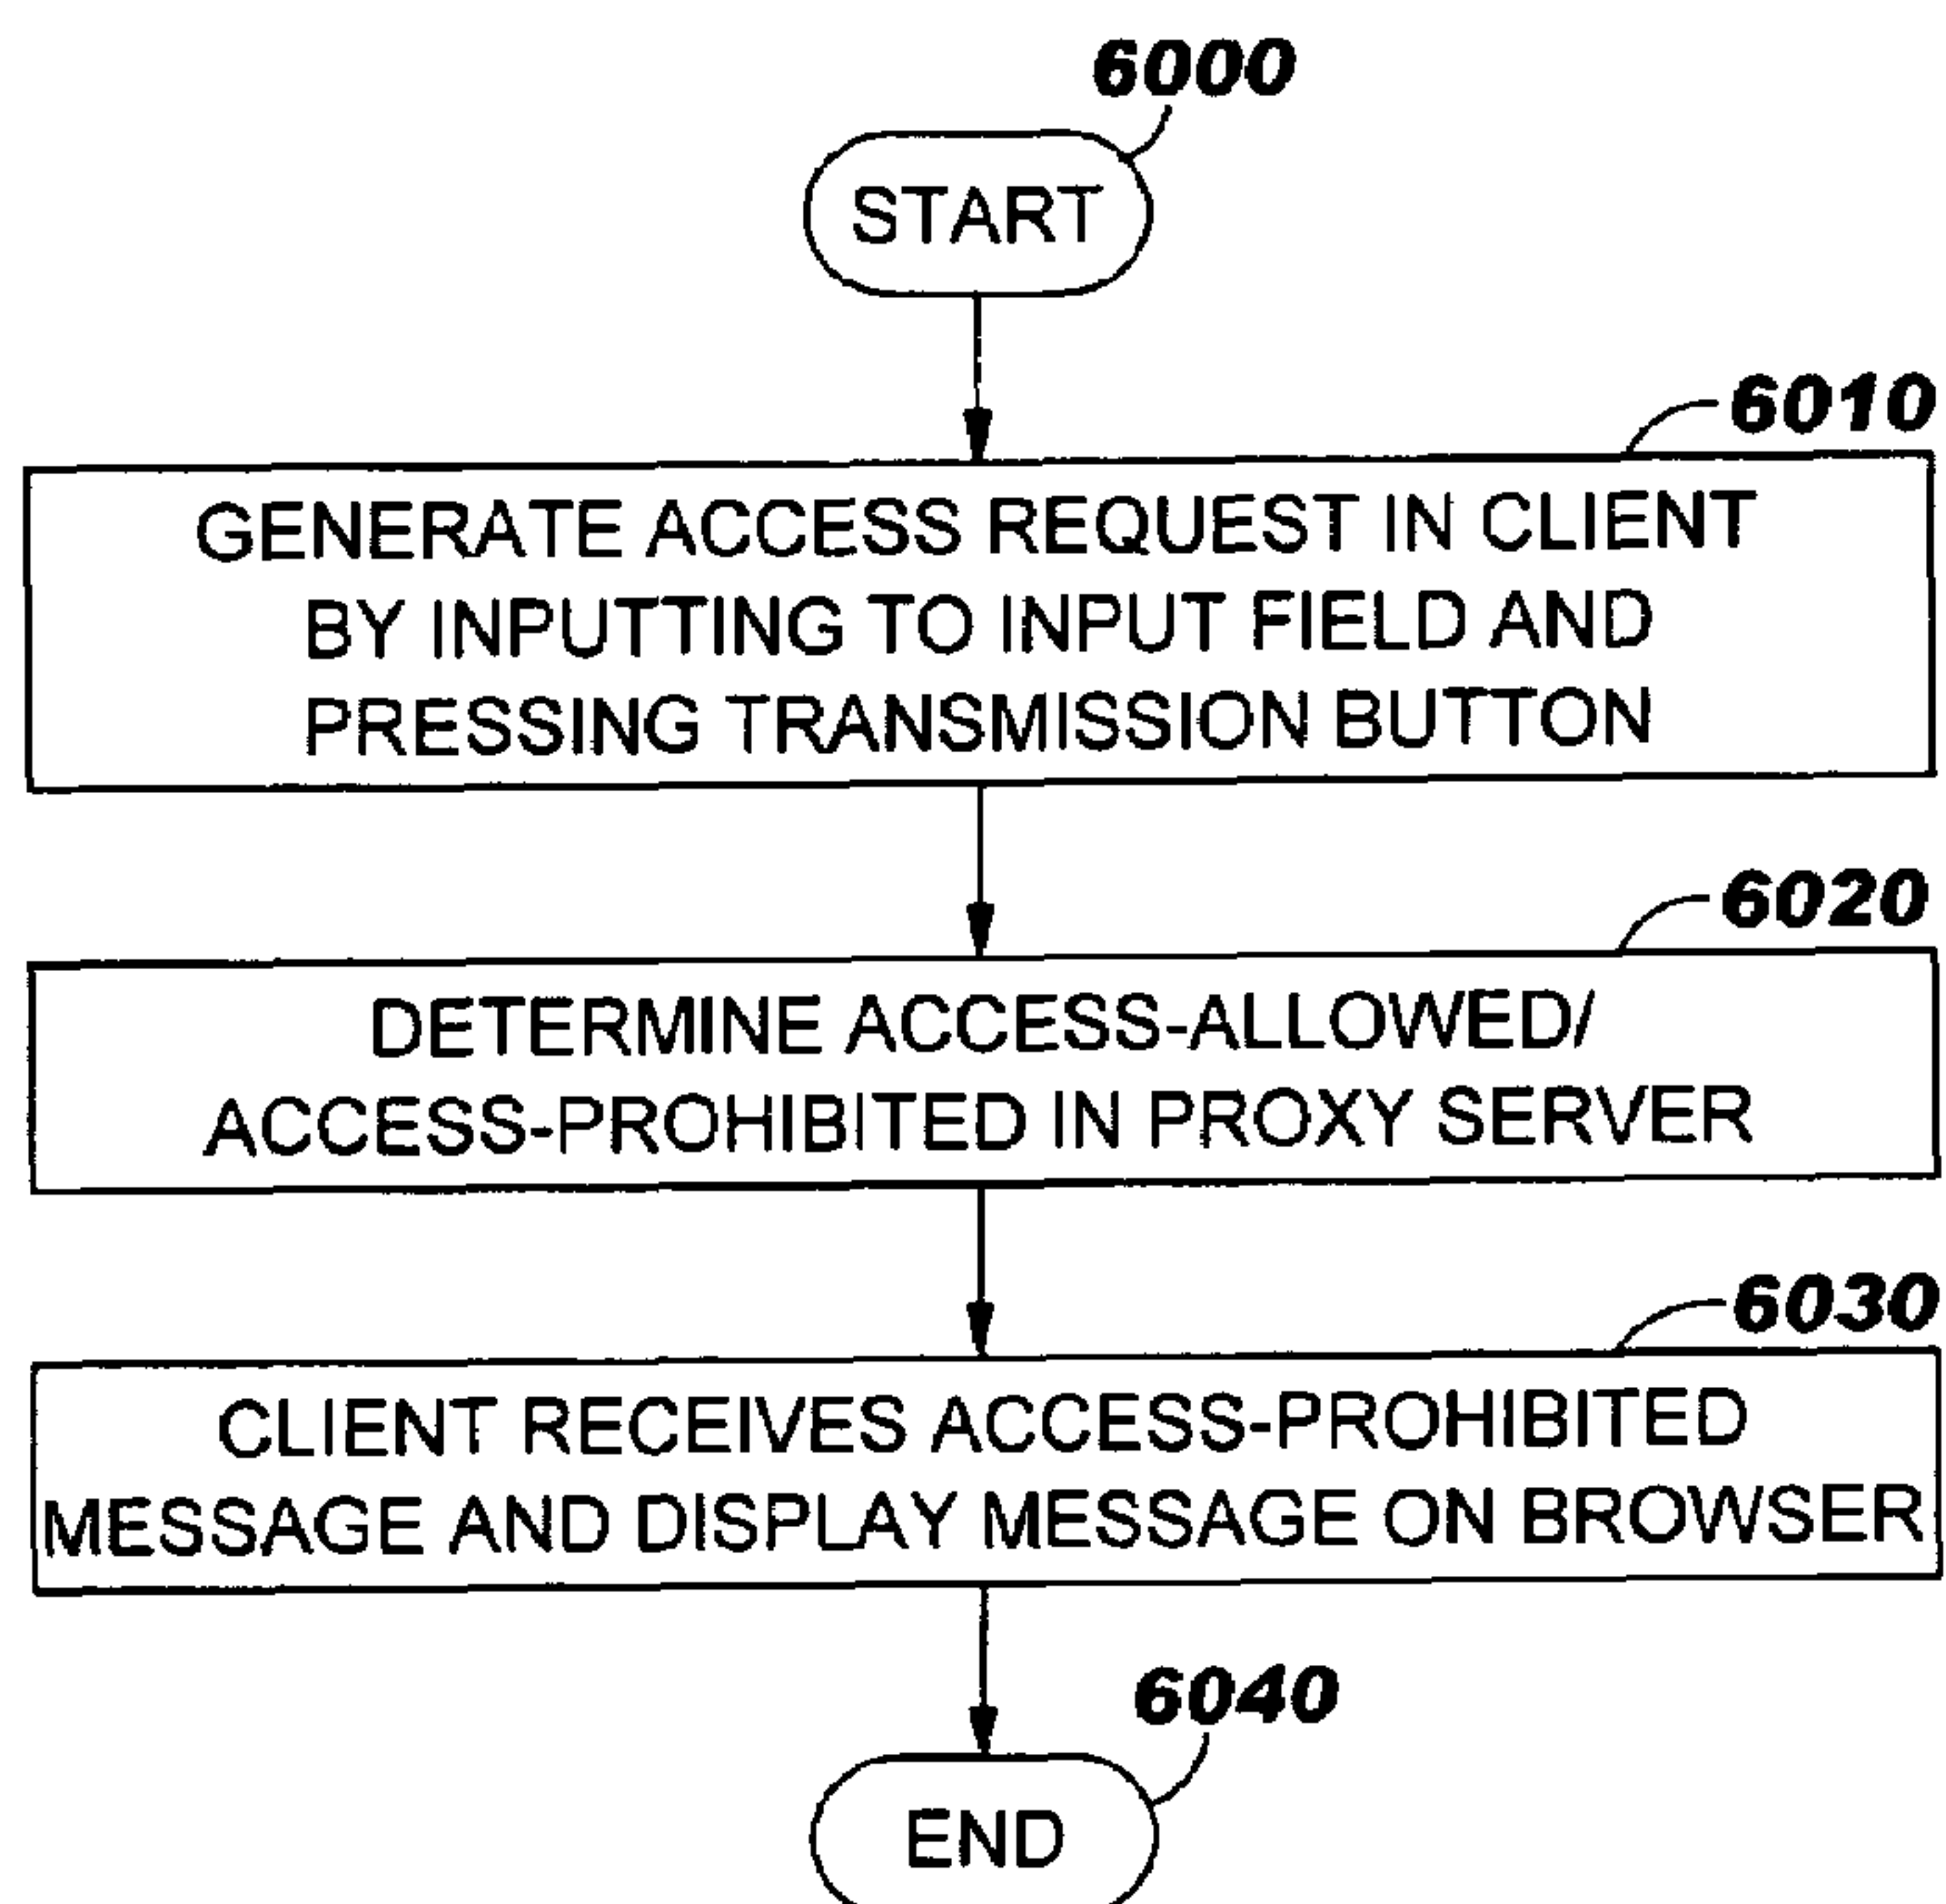 6000
START
6010
GENERATE ACCESS REQUEST IN CLIENT
BY INPUTTING TO INPUT FIELD AND
PRESSING TRANSMISSION BUTTON
6020
DETERMINE ACCESS-ALLOWED/
ACCESS-PROHIBITED IN PROXY SERVER
6030
CLIENT RECEIVES ACCESS-PROHIBITED
MESSAGE AND DISPLAY MESSAGE ON BROWSER
6040
END